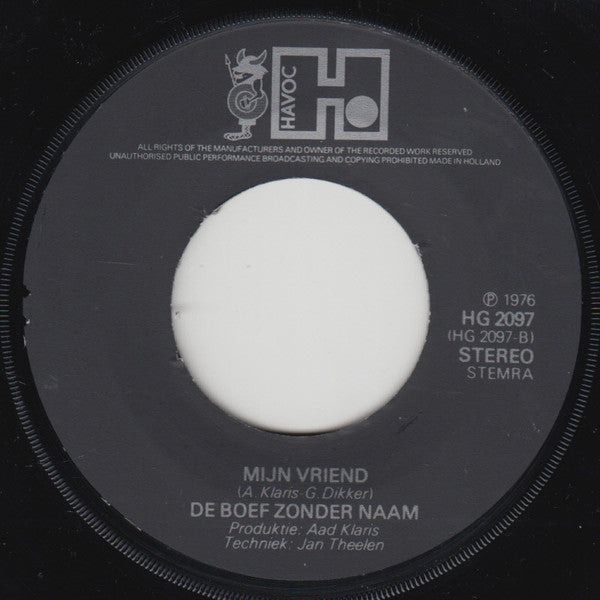 HAVOC
ALL RIGHTS OF THE MANUFACTURERS AND OWNER OF THE RECORDED WORK RESERVED
UNAUTHORISED PUBLIC PERFORMANCE BROADCASTING AND COPYING PROHIBITED MADE IN HOLLAND
℗ 1976
HG 2097
(HG 2097-B)
STEREO
STEMRA
MIJN VRIEND
(A. Klaris-G. Dikker)
DE BOEF ZONDER NAAM
Produktie: Aad Klaris
Techniek: Jan Theelen